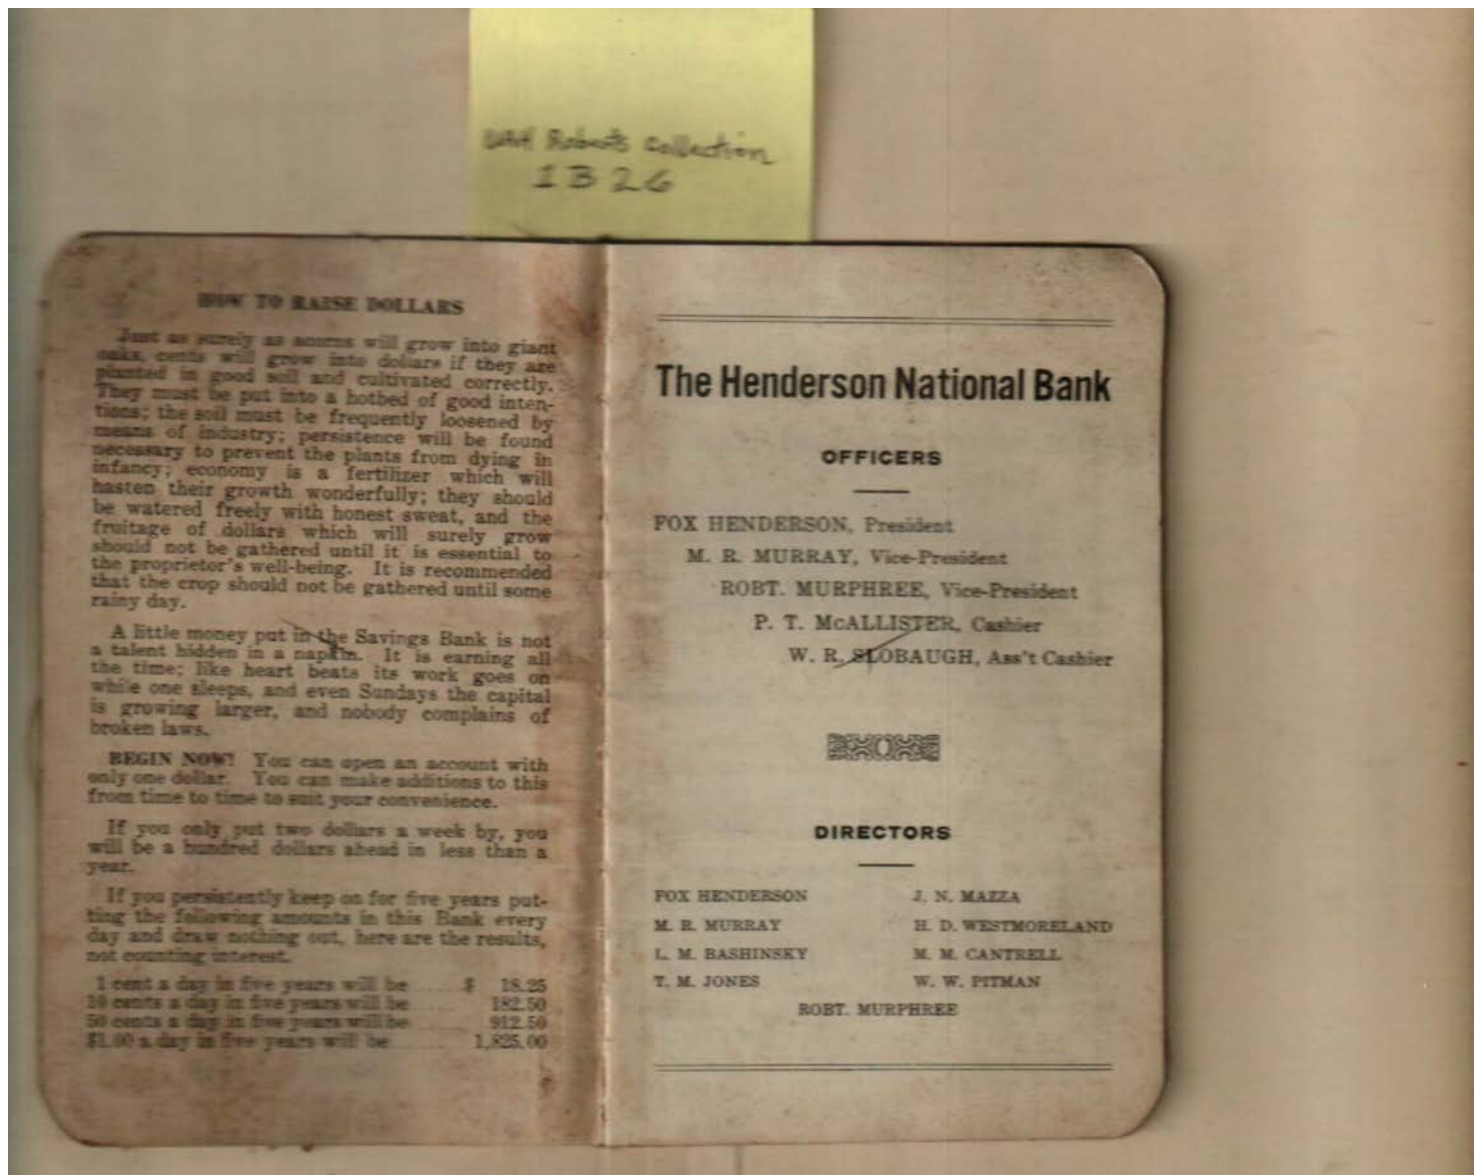 UAH Roberts Collection
1B26
HOW TO RAISE DOLLARS
Just as surely as acorns will grow into giant
oaks, cents will grow into dollars if they are
planted in good soil and cultivated correctly.
They must be put into a hotbed of good inten-
tions; the soil must be frequently loosened by
means of industry; persistence will be found
necessary to prevent the plants from dying in
infancy; economy is a fertilizer which will
hasten their growth wonderfully; they should
be watered freely with honest sweat, and the
fruitage of dollars which will surely grow
should not be gathered until it is essential to
the proprietor's well-being. It is recommended
that the crop should not be gathered until some
rainy day.
A little money put in the Savings Bank is not
a talent hidden in a napkin. It is earning all
the time; like heart beats its work goes on
while one sleeps, and even Sundays the capital
is growing larger, and nobody complains of
broken laws.
BEGIN NOW! You can open an account with
only one dollar. You can make additions to this
from time to time to suit your convenience.
If you only put two dollars a week by, you
will be a hundred dollars ahead in less than a
year.
If you persistently keep on for five years put-
ting the following amounts in this Bank every
day and draw nothing out, here are the results,
not counting interest.
1 cent a day in five years will be $ 18.25
10 cents a day in five years will be 182.50
50 cents a day in five years will be 912.50
$1.00 a day in five years will be 1,825.00
The Henderson National Bank
OFFICERS
FOX HENDERSON, President
M. R. MURRAY, Vice-President
ROBT. MURPHREE, Vice-President
P. T. McALLISTER, Cashier
W. R. SLOBAUGH, Ass't Cashier
DIRECTORS
FOX HENDERSON J. N. MAZZA
M. R. MURRAY H. D. WESTMORELAND
L. M. BASHINSKY M. M. CANTRELL
T. M. JONES W. W. PITMAN
ROBT. MURPHREE